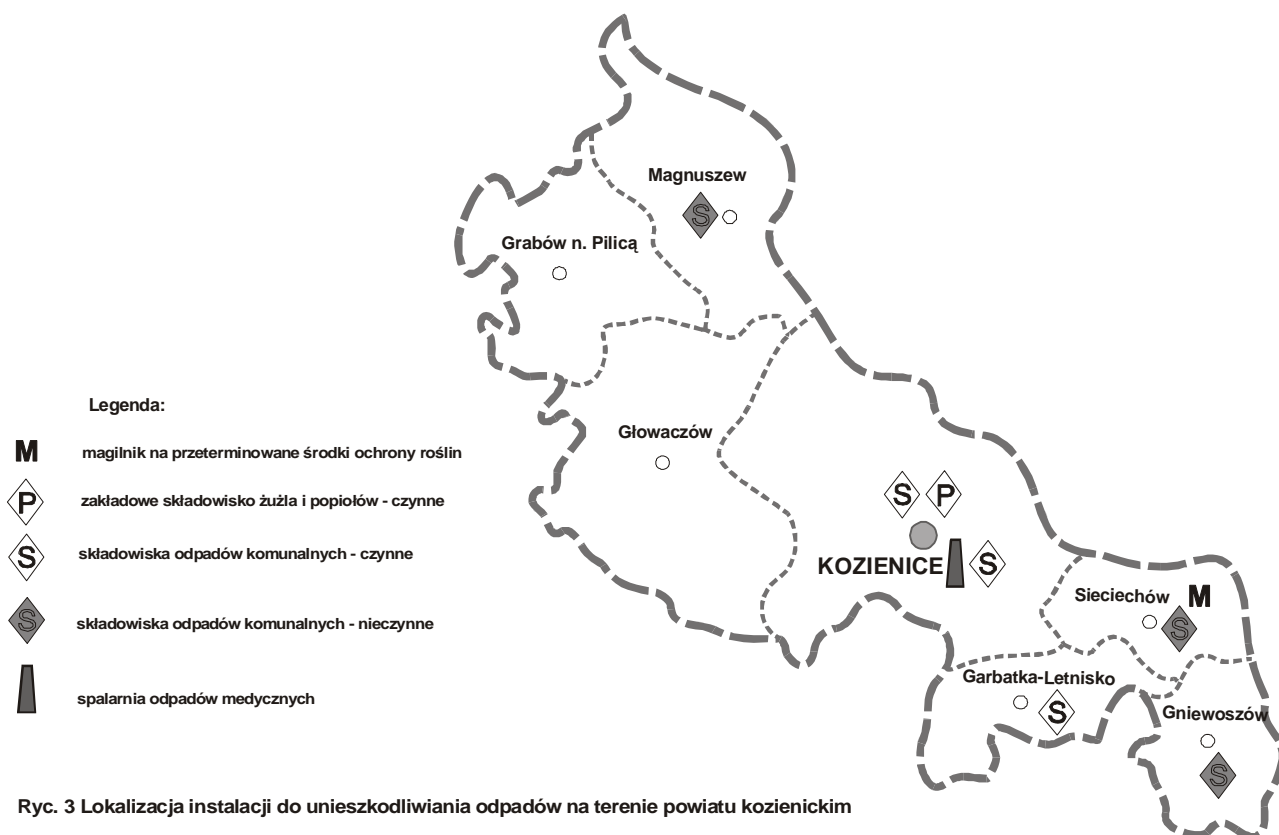 Magnuszew
S
Grabów n. Pilicą
Głowaczów
S P
KOZIENICE S
Sieciechów M
S
Garbatka-Letnisko
S
Gniewoszów
S
Legenda:
M magilnik na przeterminowane środki ochrony roślin
P zakładowe składowisko żużla i popiołów - czynne
S składowiska odpadów komunalnych - czynne
S składowiska odpadów komunalnych - nieczynne
spalarnia odpadów medycznych
Ryc. 3 Lokalizacja instalacji do unieszkodliwiania odpadów na terenie powiatu kozienickim